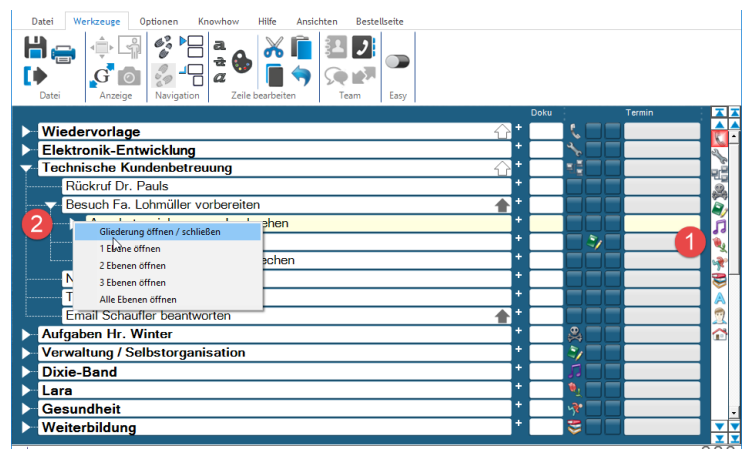 Datei Werkzeuge Optionen Knowhow Hilfe Ansichten Bestellseite
G a a a
Datei Anzeige Navigation Zeile bearbeiten Team Easy
Doku Termin
Wiedervorlage
Elektronik-Entwicklung
Technische Kundenbetreuung
Rückruf Dr. Pauls
Besuch Fa. Lohmüller vorbereiten
2
Gliederung öffnen / schließen
1
1 Ebene öffnen
2 Ebenen öffnen
3 Ebenen öffnen
Alle Ebenen öffnen
Email Schaufler beantworten
Aufgaben Hr. Winter
Verwaltung / Selbstorganisation
Dixie-Band
Lara
Gesundheit
Weiterbildung